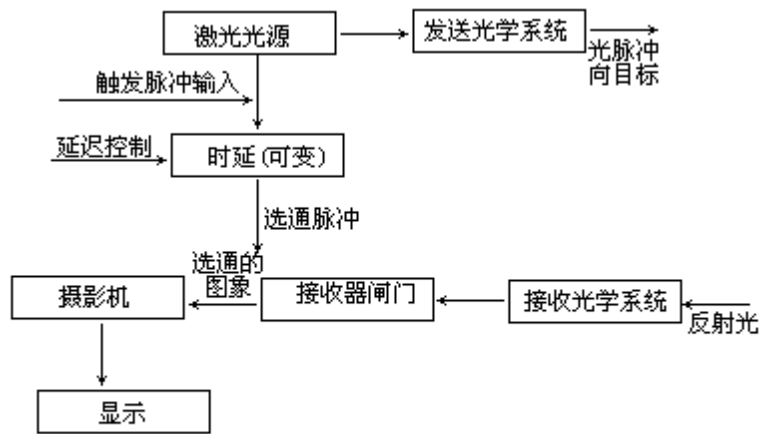 激光光源
发送光学系统
光脉冲
向目标
触发脉冲输入
延迟控制
时延(可变)
选通脉冲
选通的
图象
摄影机
接收器闸门
接收光学系统
反射光
显示